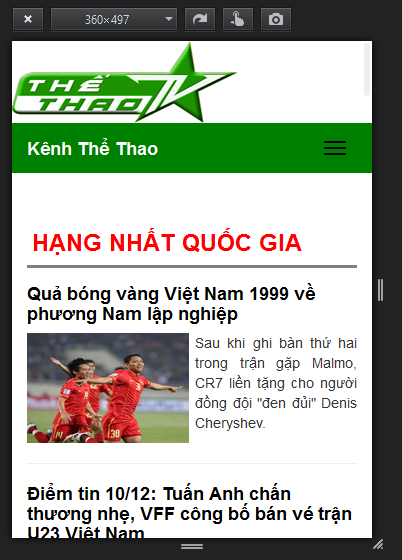 360×497
THỂ
THAO TV
Kênh Thể Thao
HẠNG NHẤT QUỐC GIA
Quả bóng vàng Việt Nam 1999 về
phương Nam lập nghiệp
Sau khi ghi bàn thứ hai
trong trận gặp Malmo,
CR7 liền tặng cho người
đồng đội "đen đủi" Denis
Cheryshev.
Điểm tin 10/12: Tuấn Anh chấn
thương nhẹ, VFF công bố bán vé trận
U23 Việt Nam